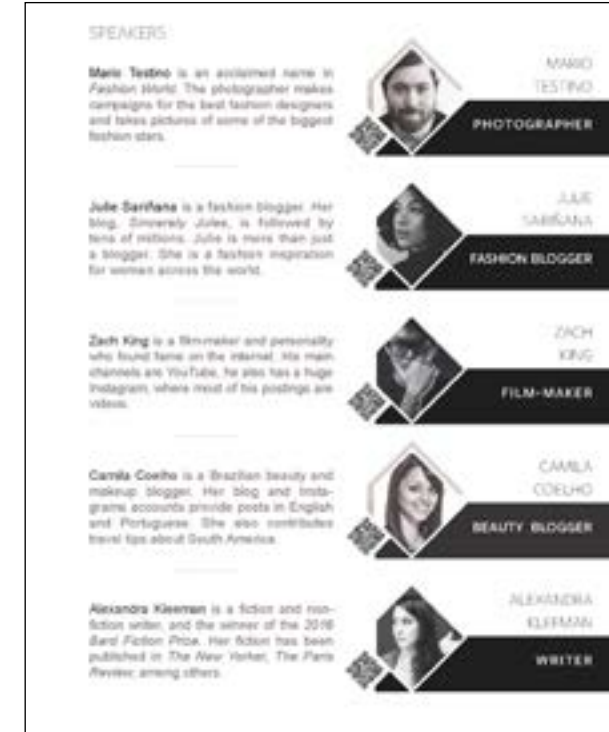 SPEAKERS
Mario Testino is an acclaimed name in
Fashion World. The photographer makes
campaigns for the best fashion designers
and takes pictures of some of the biggest
fashion stars.
MARIO
TESTINO
PHOTOGRAPHER
Julie Sariñana is a fashion blogger. Her
blog, Sincerely Jules, is followed by
tens of millions. Julie is more than just
a blogger. She is a fashion inspiration
for women across the world.
JULIE
SARIÑANA
FASHION BLOGGER
Zach King is a film-maker and personality
who found fame on the internet. His main
channels are YouTube, he also has a huge
Instagram, where most of his postings are
videos.
ZACH
KING
FILM-MAKER
Camila Coelho is a Brazilian beauty and
makeup blogger. Her blog and Insta-
grams accounts provide posts in English
and Portuguese. She also contributes
travel tips about South America.
CAMILA
COELHO
BEAUTY BLOGGER
Alexandra Kleeman is a fiction and non-
fiction writer, and the winner of the 2016
Bard Fiction Prize. Her fiction has been
published in The New Yorker, The Paris
Review, among others.
ALEXANDRA
KLEEMAN
WRITER